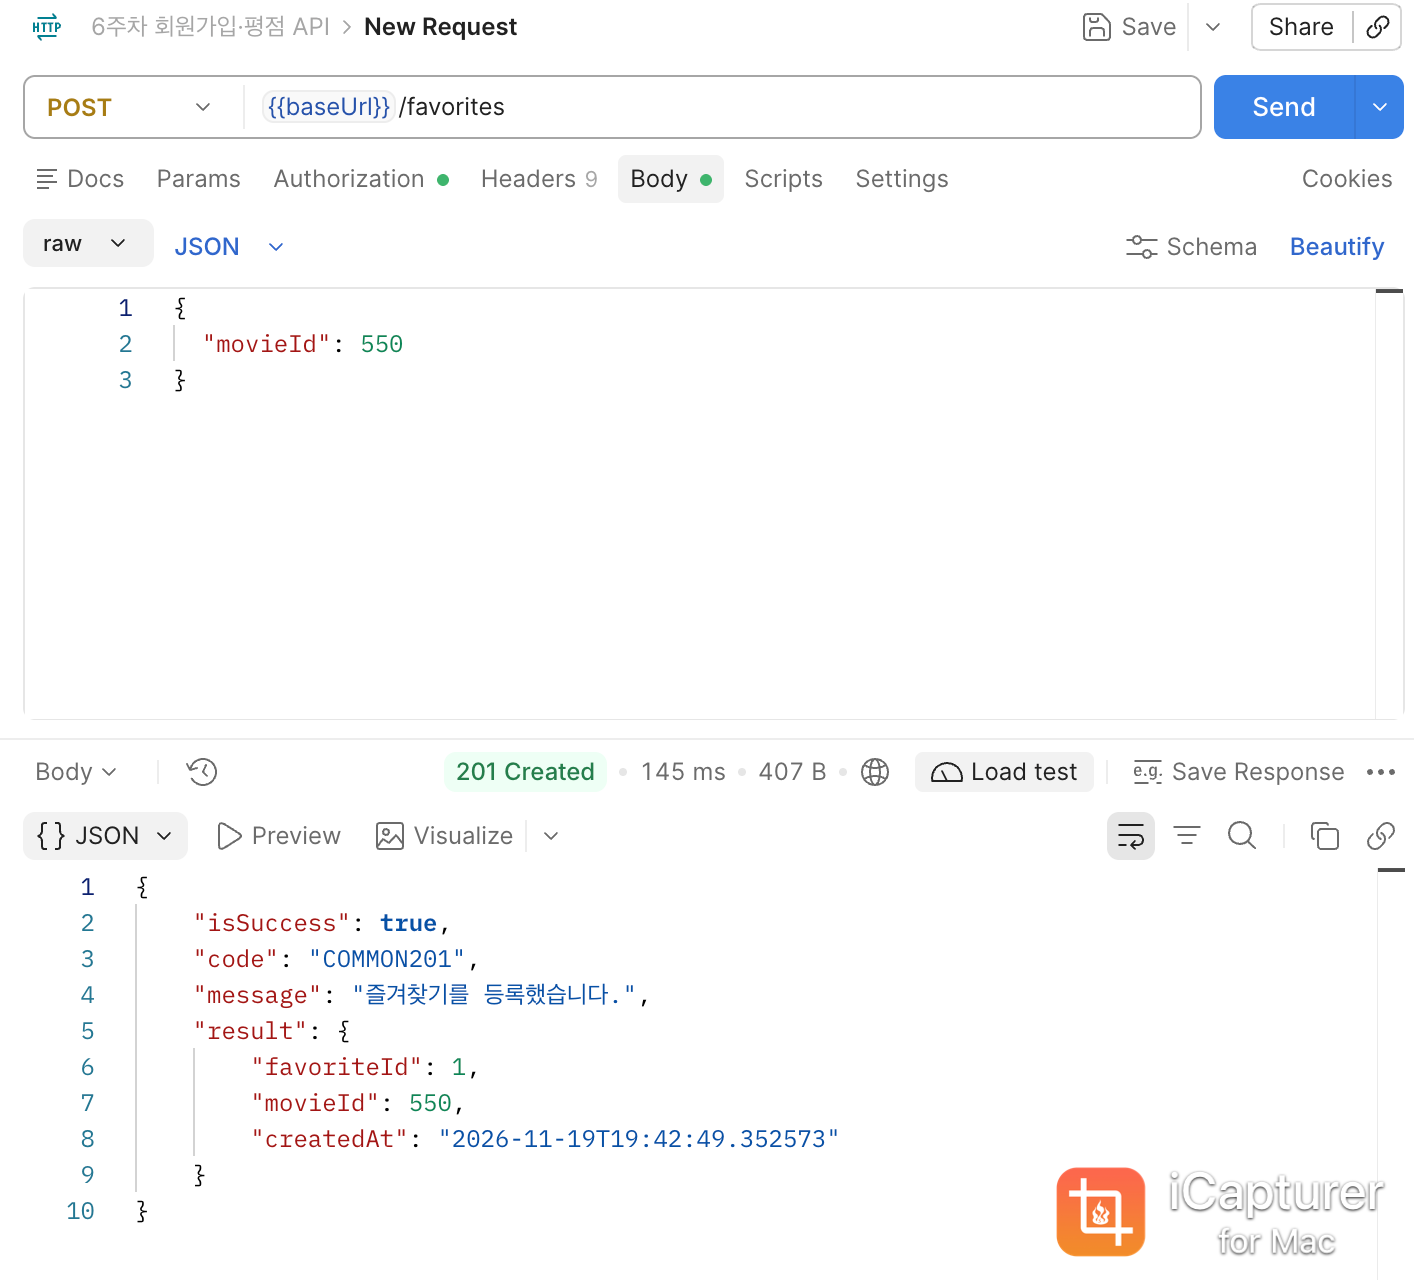 HTTP 6주차 회원가입·평점 API > New Request Save Share
POST {{baseUrl}}/favorites Send
Docs Params Authorization Headers 9 Body Scripts Settings Cookies
raw JSON Schema Beautify
1 {
2 "movieId": 550
3 }
Body 201 Created 145 ms 407 B Load test e.g. Save Response
{} JSON Preview Visualize
1 {
2 "isSuccess": true,
3 "code": "COMMON201",
4 "message": "즐겨찾기를 등록했습니다.",
5 "result": {
6 "favoriteId": 1,
7 "movieId": 550,
8 "createdAt": "2026-11-19T19:42:49.352573"
9 }
10 }
iCapturer
for Mac